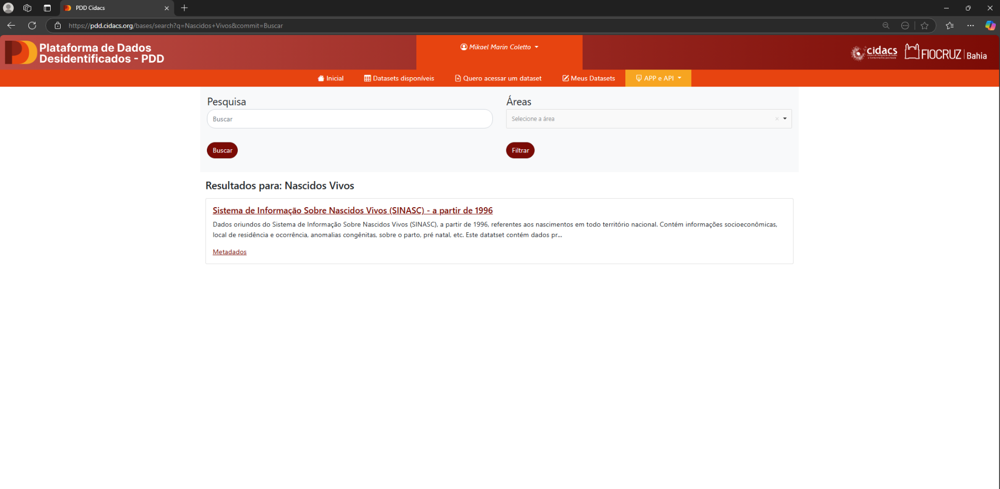 PDD Cidacs
https://pdd.cidacs.org/bases/search?q=Nascidos+Vivos&commit=Buscar
Plataforma de Dados
Desidentificados - PDD
Mikael Marin Coletto
cidacs
FIOCRUZ | Bahia
Inicial
Datasets disponíveis
Quero acessar um dataset
Meus Datasets
APP e API
Pesquisa
Áreas
Buscar
Selecione a área
Buscar
Filtrar
Resultados para: Nascidos Vivos
Sistema de Informação Sobre Nascidos Vivos (SINASC) - a partir de 1996
Dados oriundos do Sistema de Informação Sobre Nascidos Vivos (SINASC), a partir de 1996, referentes aos nascimentos em todo território nacional. Contém informações socioeconômicas,
local de residência e ocorrência, anomalias congênitas, sobre o parto, pré natal, etc. Este datatset contém dados pr...
Metadados